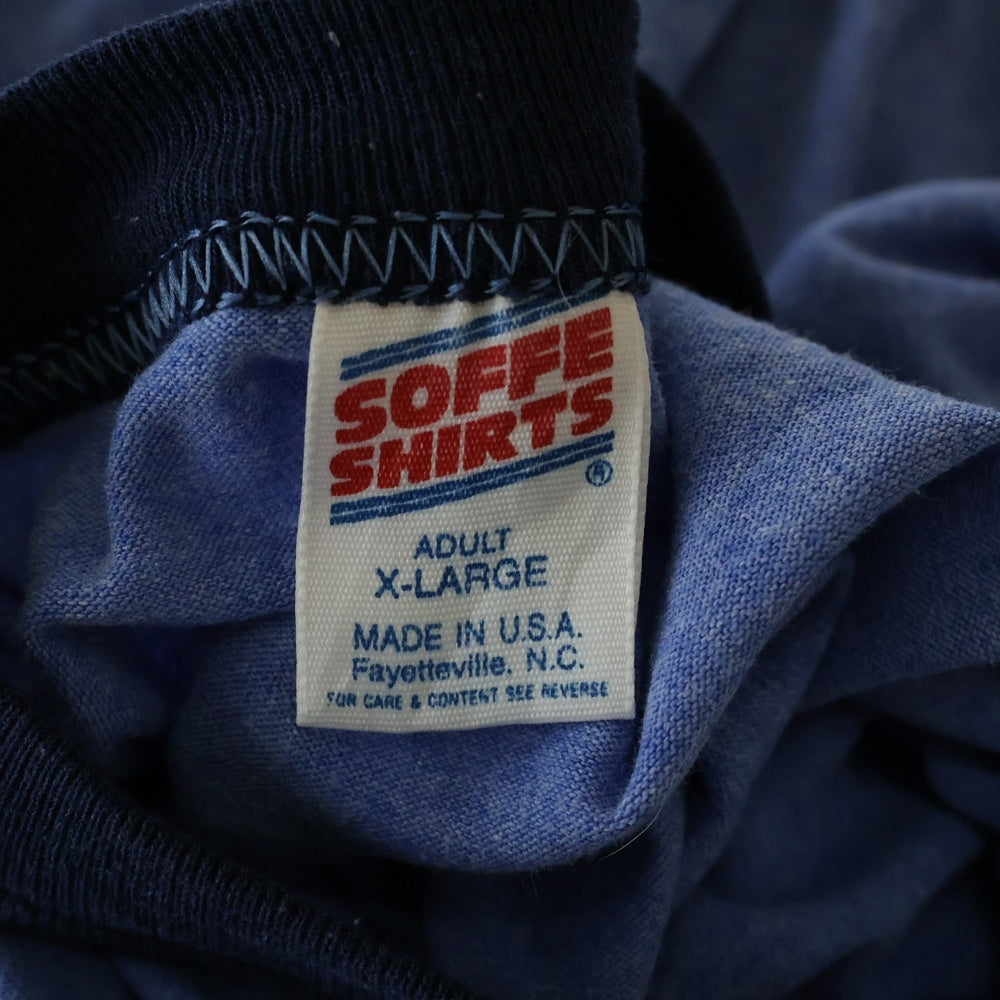 SOFFE
SHIRTS
®
ADULT
X-LARGE
MADE IN U.S.A.
Fayetteville, N.C.
FOR CARE & CONTENT SEE REVERSE